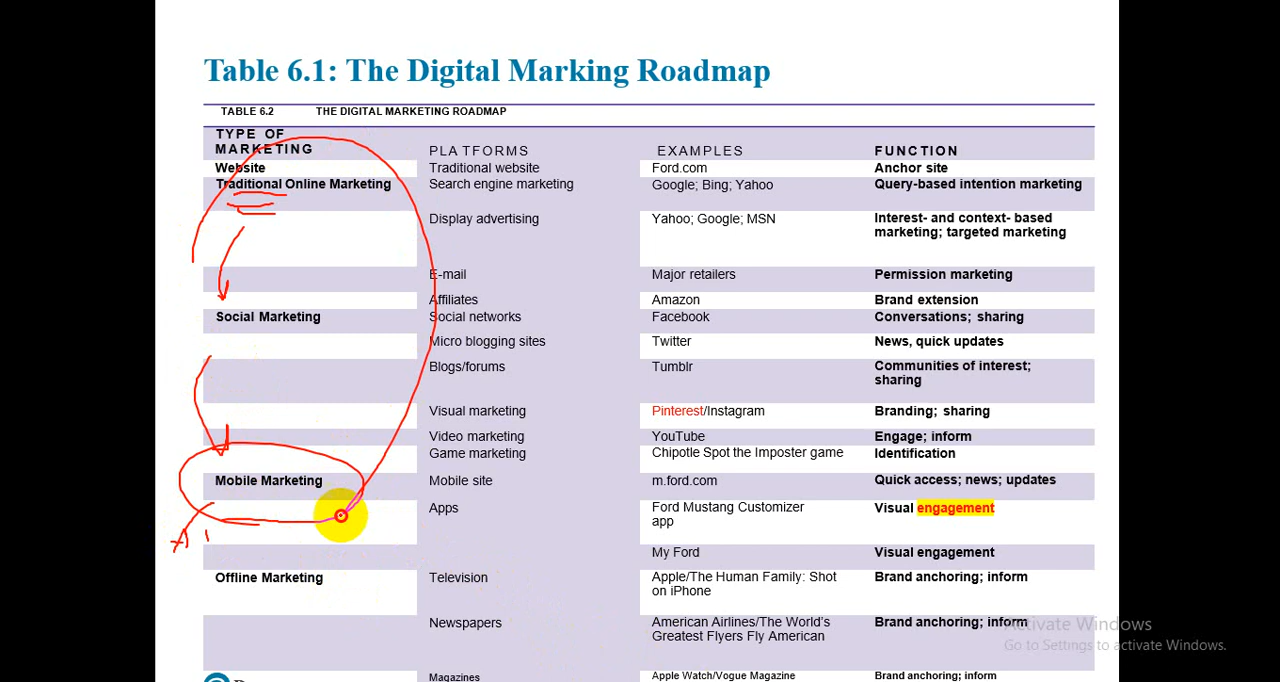 Table 6.1: The Digital Marking Roadmap
TABLE 6.2 THE DIGITAL MARKETING ROADMAP
TYPE OF MARKETING PLATFORMS EXAMPLES FUNCTION
Website Traditional website Ford.com Anchor site
Traditional Online Marketing Search engine marketing Google; Bing; Yahoo Query-based intention marketing
Display advertising Yahoo; Google; MSN Interest- and context- based
marketing; targeted marketing
E-mail Major retailers Permission marketing
Affiliates Amazon Brand extension
Social Marketing Social networks Facebook Conversations; sharing
Micro blogging sites Twitter News, quick updates
Blogs/forums Tumblr Communities of interest;
sharing
Visual marketing Pinterest/Instagram Branding; sharing
Video marketing YouTube Engage; inform
Game marketing Chipotle Spot the Imposter game Identification
Mobile Marketing Mobile site m.ford.com Quick access; news; updates
Apps Ford Mustang Customizer Visual engagement
app
My Ford Visual engagement
Offline Marketing Television Apple/The Human Family: Shot Brand anchoring; inform
on iPhone
Newspapers American Airlines/The World's Brand anchoring; inform
Greatest Flyers Fly American
Magazines Apple Watch/Vogue Magazine Brand anchoring; inform
Activate Windows
Go to Settings to activate Windows.